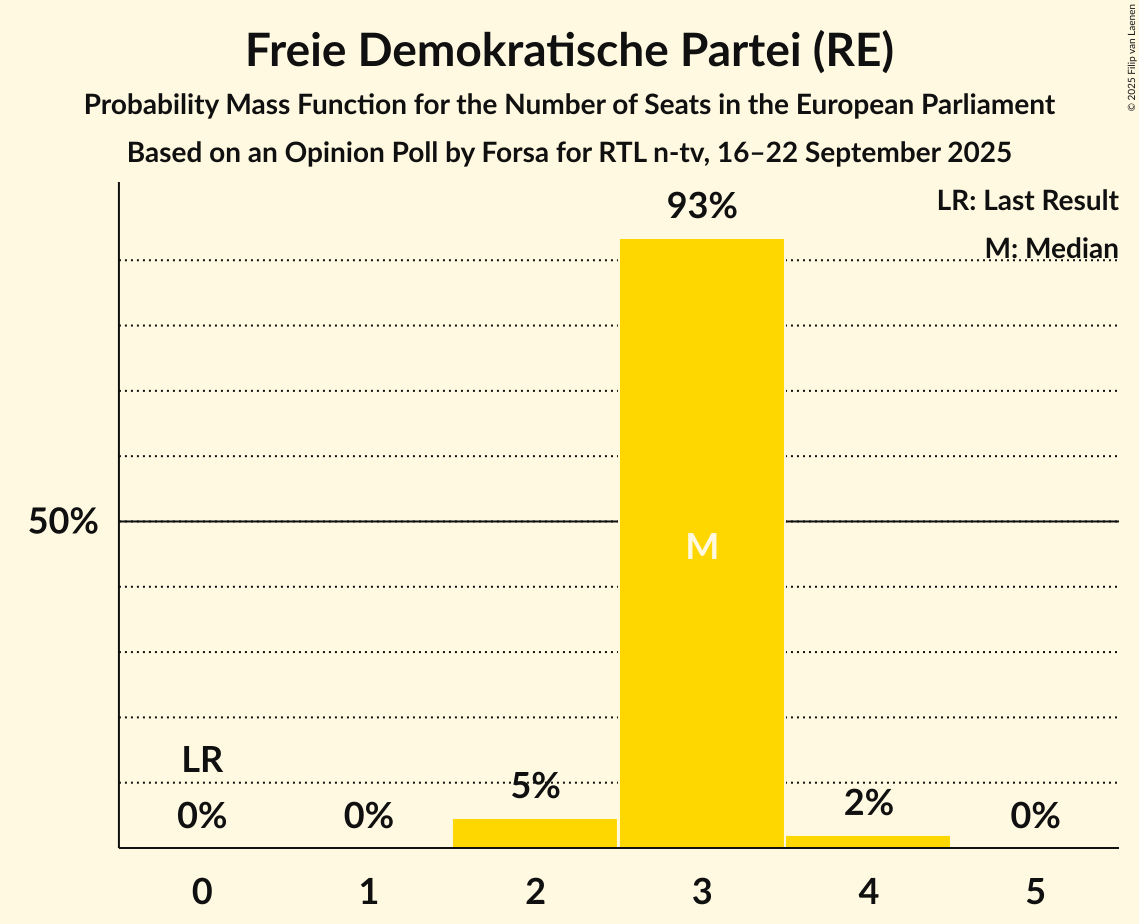 Freie Demokratische Partei (RE)
Probability Mass Function for the Number of Seats in the European Parliament
Based on an Opinion Poll by Forsa for RTL n-tv, 16–22 September 2025
© 2025 Filip van Laenen
LR: Last Result
M: Median
93%
50%
M
LR
0%
0%
5%
2%
0%
0 1 2 3 4 5